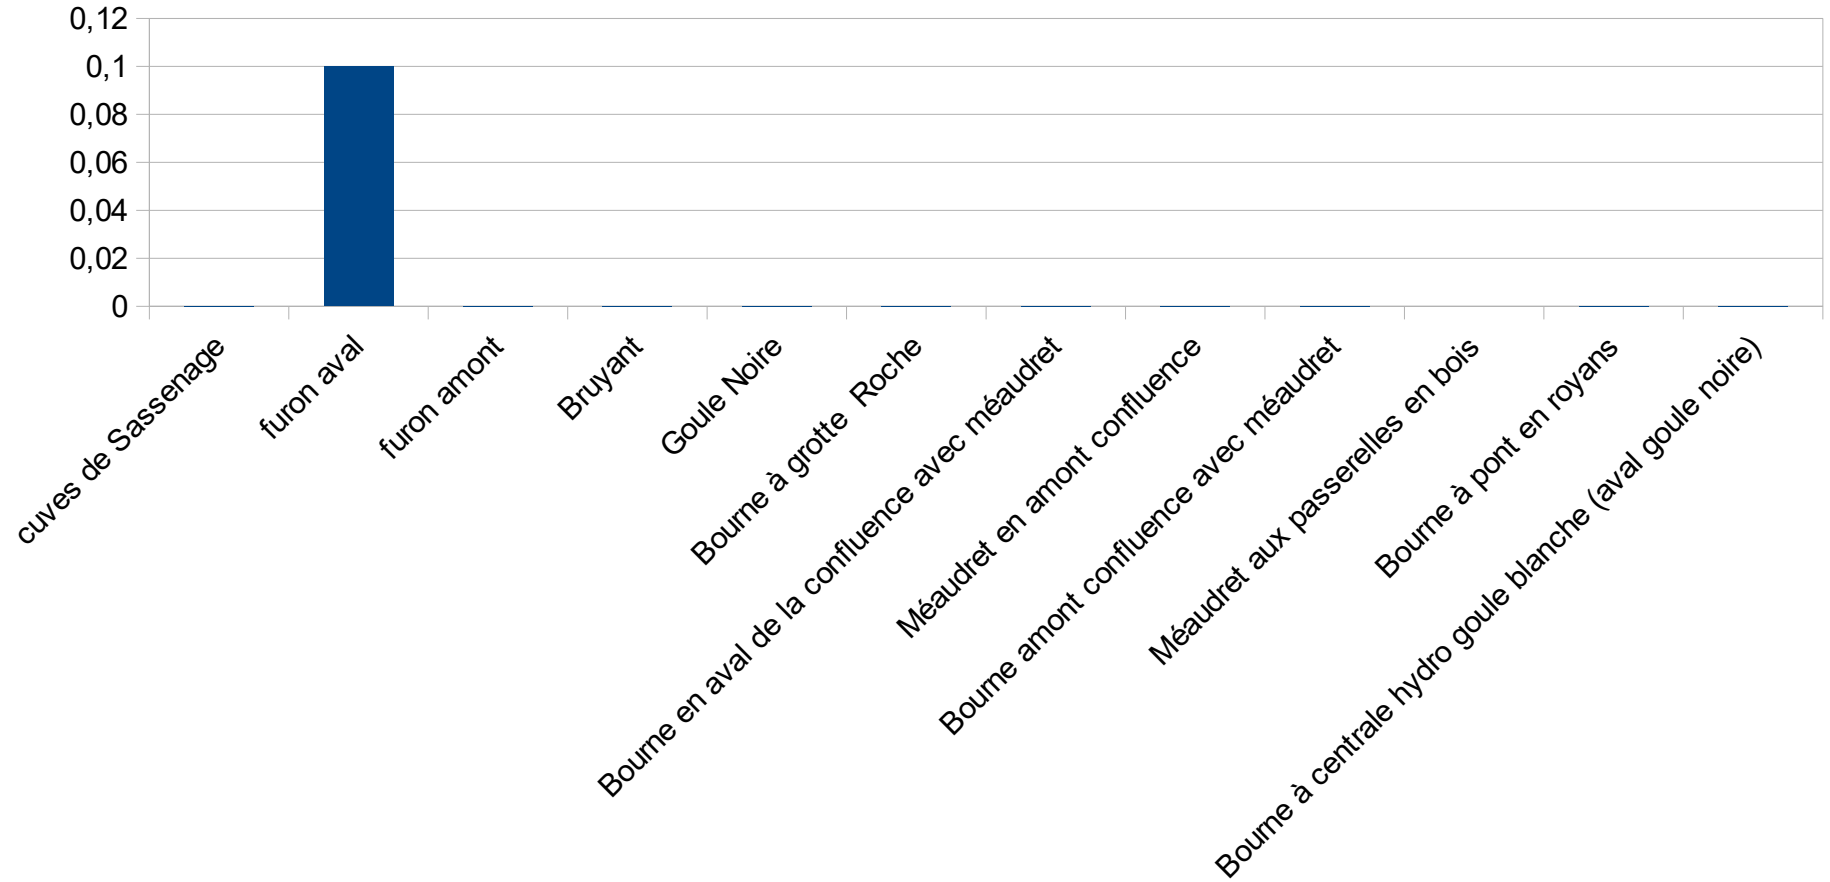 0,12
0,1
0,08
0,06
0,04
0,02
0
cuves de Sassenage
furon aval
furon amont
Bruyant
Goule Noire
Bourne à grotte  Roche
Bourne en aval de la confluence avec méaudret
Méaudret en amont confluence
Bourne amont confluence avec méaudret
Méaudret aux passerelles en bois
Bourne à pont en royans
Bourne à centrale hydro goule blanche (aval goule noire)